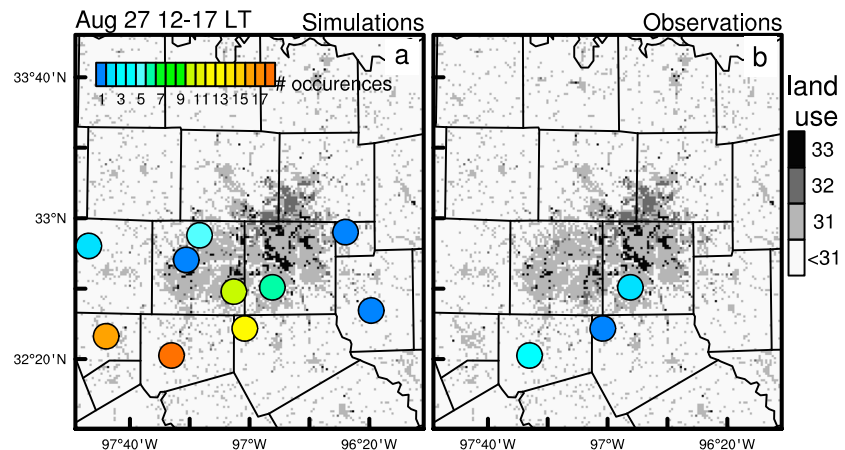 Aug 27 12-17 LT Simulations Observations
a b
# occurences
1 3 5 7 9 11 13 15 17
land
use
33
32
31
<31
33°40'N
33°N
32°20'N
97°40'W 97°W 96°20'W 97°40'W 97°W 96°20'W